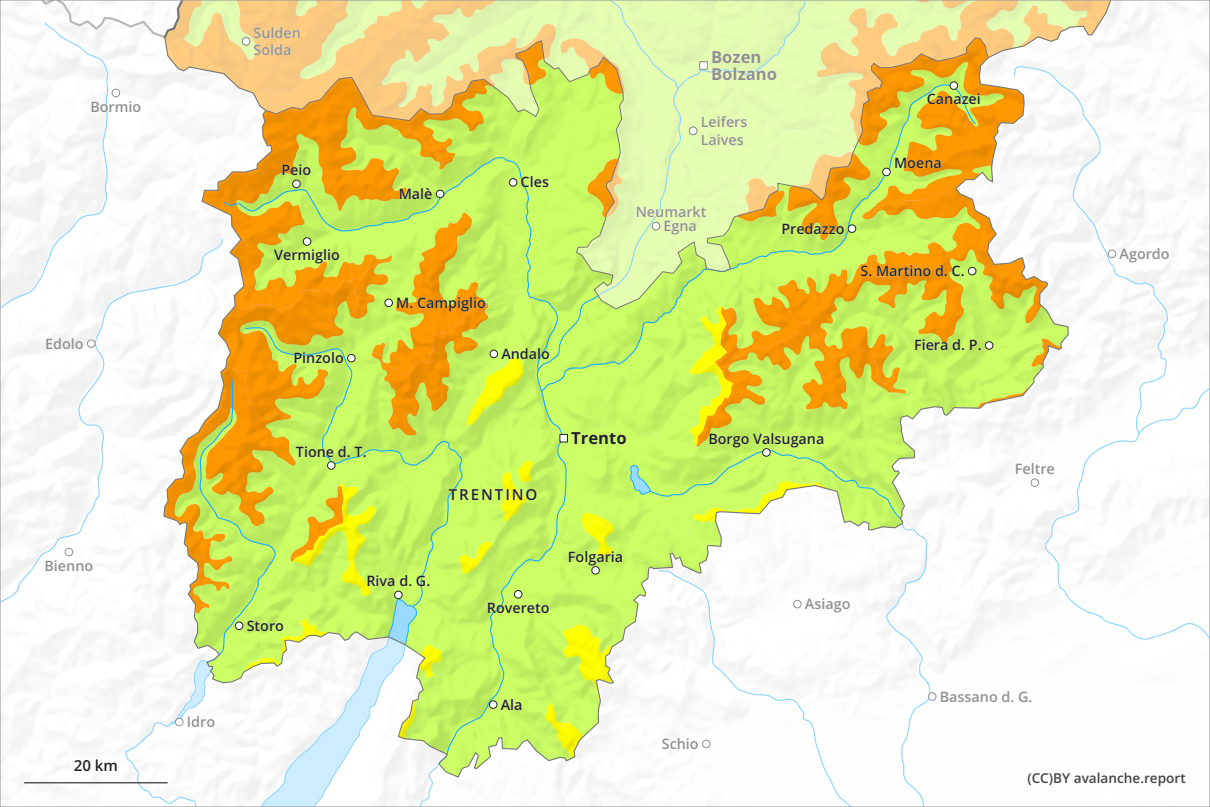 Sulden
Solda
Bozen
Bolzano
Bormio
Canazei
Leifers
Laives
Moena
Peio
Malè
Cles
Neumarkt
Egna
Predazzo
Vermiglio
Agordo
S. Martino d. C.
M. Campiglio
Edolo
Pinzolo
Andalo
Fiera d. P.
Trento
Borgo Valsugana
Tione d. T.
Feltre
TRENTINO
Bienno
Folgaria
Riva d. G.
Rovereto
Asiago
Storo
Bassano d. G.
Ala
Idro
Schio
20 km
(CC)BY avalanche.report